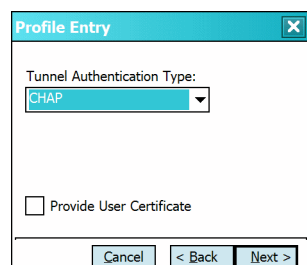 Profile Entry
Tunnel Authentication Type:
CHAP
Provide User Certificate
Cancel < Back Next >